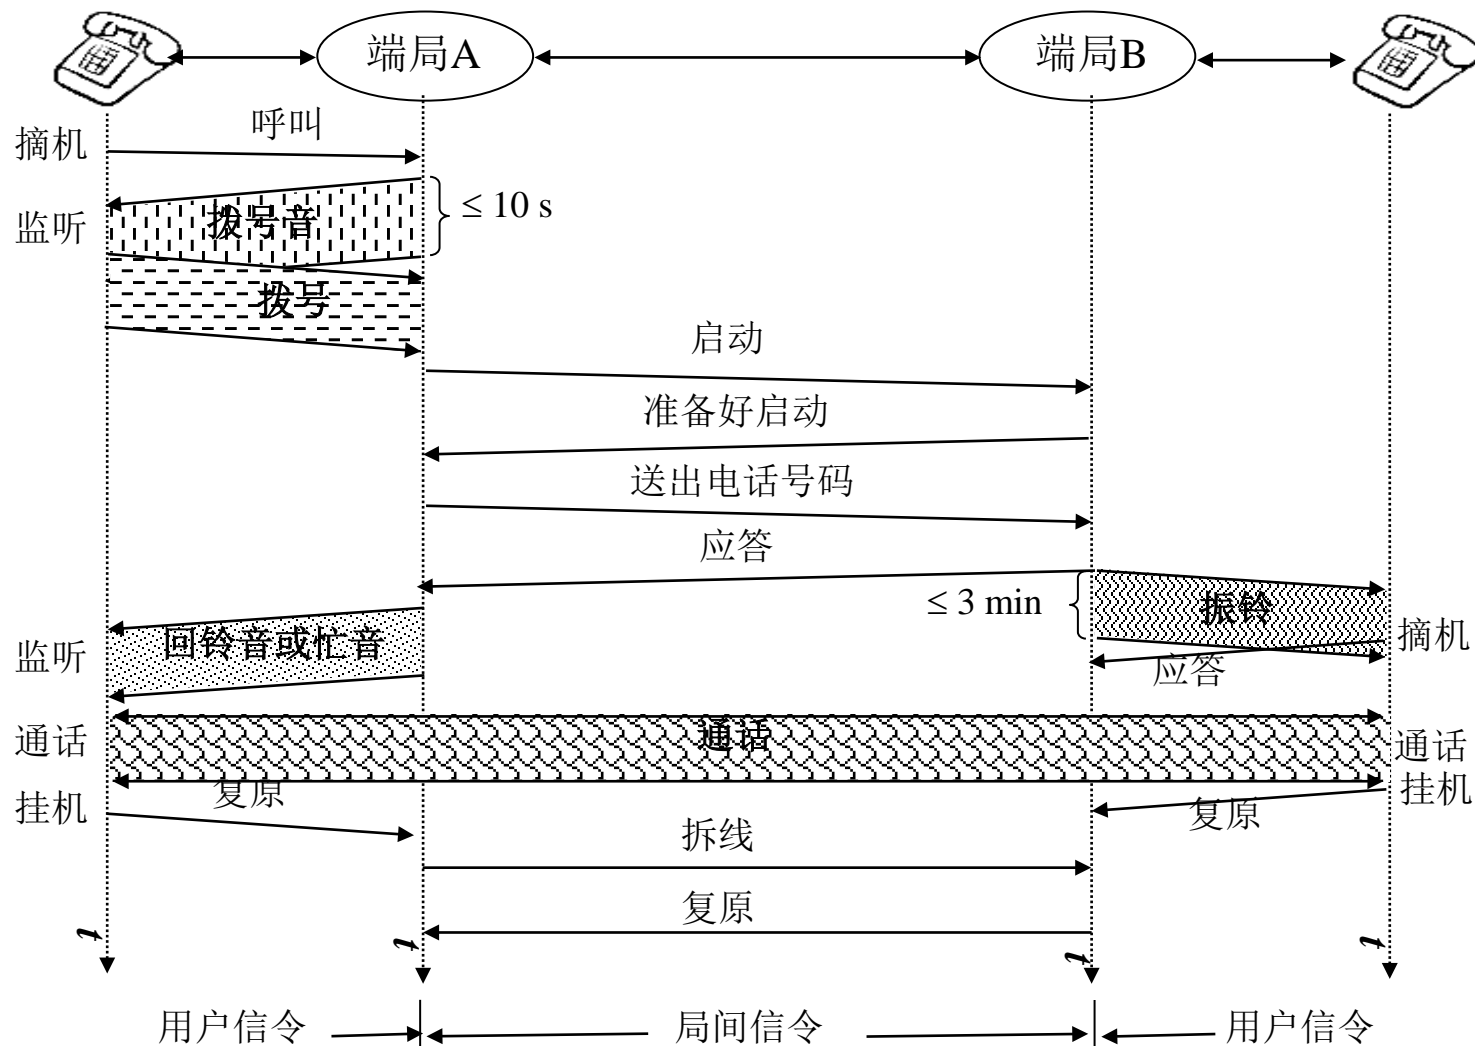 端局A
端局B
呼叫
摘机
≤ 10 s
监听
拨号音
拨号
启动
准备好启动
送出电话号码
应答
≤ 3 min
振铃
摘机
回铃音或忙音
监听
应答
通话
通话
通话
挂机
复原
挂机
复原
拆线
复原
t
t
t
t
用户信令
局间信令
用户信令